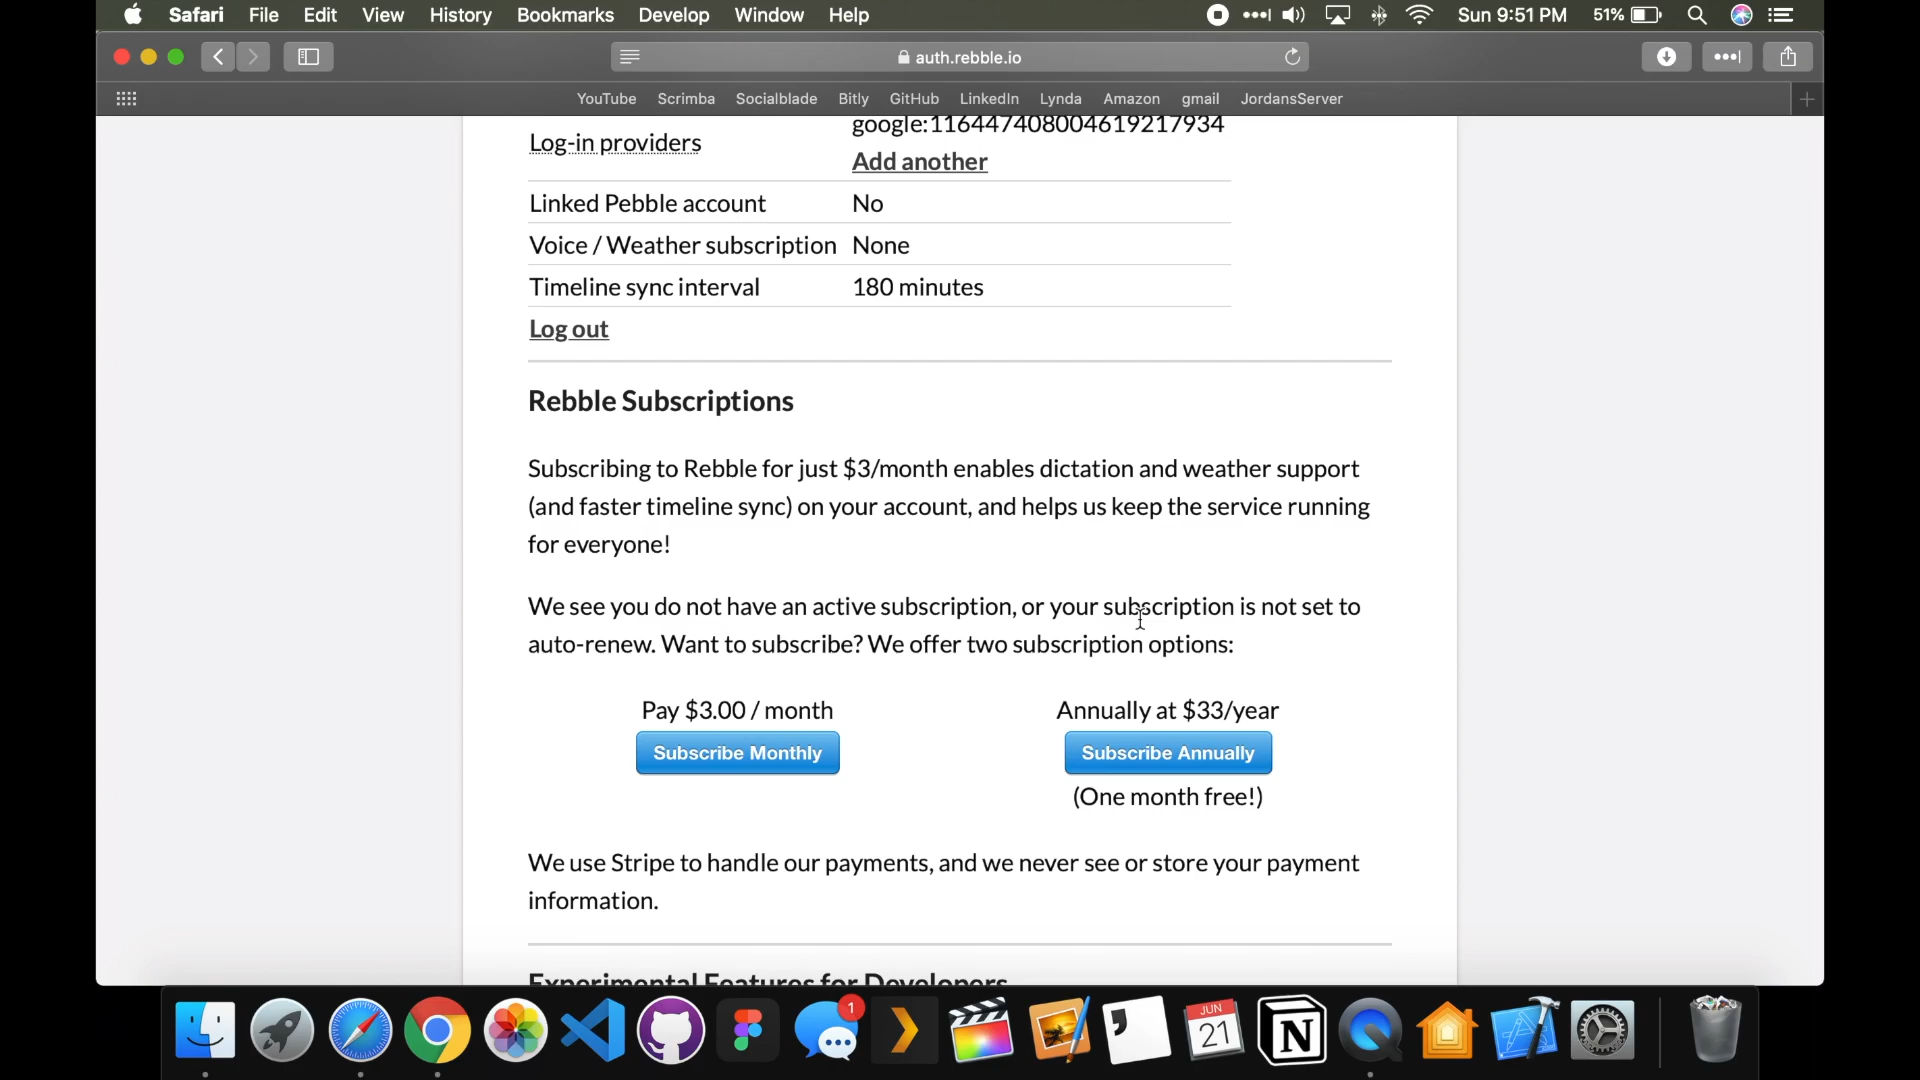 Safari File Edit View History Bookmarks Develop Window Help Sun 9:51 PM 51%
auth.rebble.io
YouTube Scrimba Socialblade Bitly GitHub LinkedIn Lynda Amazon gmail JordansServer
google:116447408004619217934
Log-in providers
Add another
Linked Pebble account No
Voice / Weather subscription None
Timeline sync interval 180 minutes
Log out
Rebble Subscriptions
Subscribing to Rebble for just $3/month enables dictation and weather support
(and faster timeline sync) on your account, and helps us keep the service running
for everyone!
We see you do not have an active subscription, or your subscription is not set to
auto-renew. Want to subscribe? We offer two subscription options:
Pay $3.00 / month
Subscribe Monthly
Annually at $33/year
Subscribe Annually
(One month free!)
We use Stripe to handle our payments, and we never see or store your payment
information.
Experimental Features for Developers
1
JUN
21
N